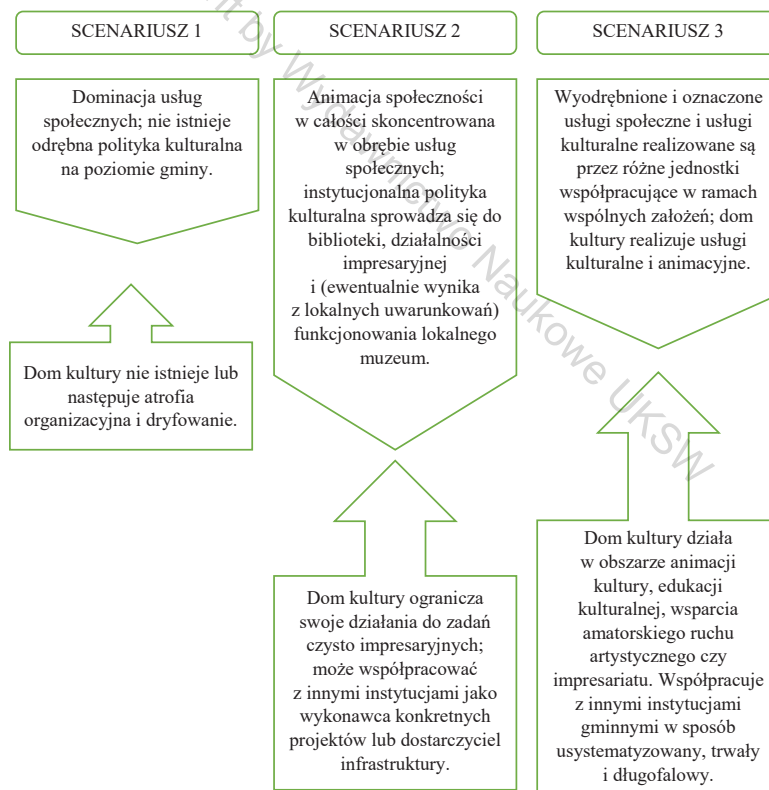 SCENARIUSZ 1
Dominacja usług
społecznych; nie istnieje
odrębna polityka kulturalna
na poziomie gminy.
Dom kultury nie istnieje lub
następuje atrofia
organizacyjna i dryfowanie.
SCENARIUSZ 2
Animacja społeczności
w całości skoncentrowana
w obrębie usług
społecznych;
instytucjonalna polityka
kulturalna sprowadza się do
biblioteki, działalności
impresaryjnej
i (ewentualnie wynika
z lokalnych uwarunkowań)
funkcjonowania lokalnego
muzeum.
Dom kultury ogranicza
swoje działania do zadań
czysto impresaryjnych;
może współpracować
z innymi instytucjami jako
wykonawca konkretnych
projektów lub dostarczyciel
infrastruktury.
SCENARIUSZ 3
Wyodrębnione i oznaczone
usługi społeczne i usługi
kulturalne realizowane są
przez różne jednostki
współpracujące w ramach
wspólnych założeń; dom
kultury realizuje usługi
kulturalne i animacyjne.
Dom kultury działa
w obszarze animacji
kultury, edukacji
kulturalnej, wsparcia
amatorskiego ruchu
artystycznego czy
impresariatu. Współpracuje
z innymi instytucjami
gminnymi w sposób
usystematyzowany, trwały
i długofalowy.
by Wydawnictwo Naukowe UKSW